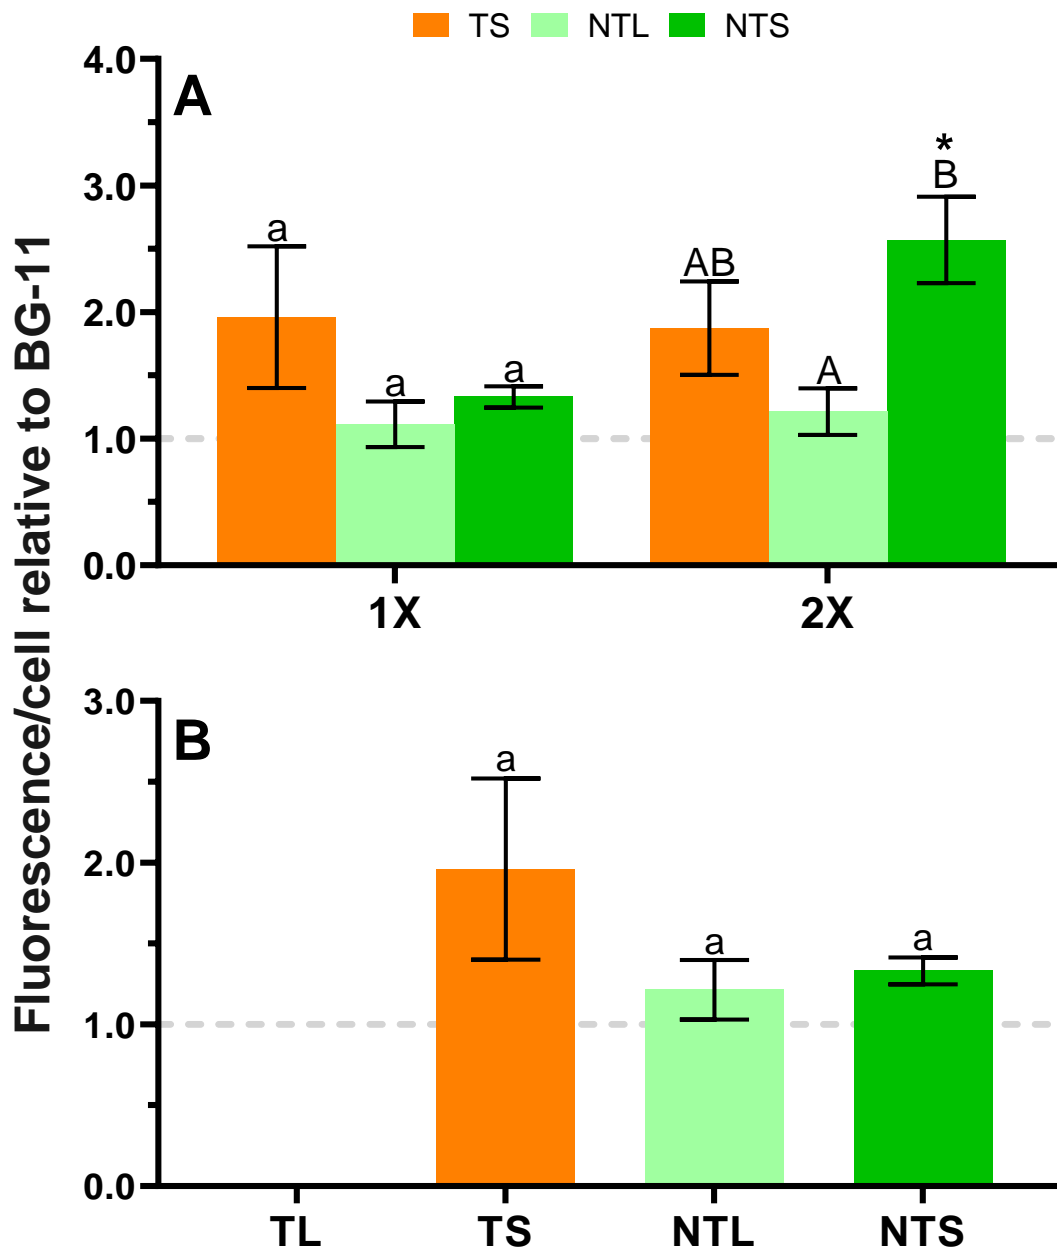 TS NTL NTS
Fluorescence/cell relative to BG-11
A
4.0
3.0
2.0
1.0
0.0
a
a
a
AB
A
*
B
1X 2X
B
3.0
2.0
1.0
0.0
a
a
a
TL TS NTL NTS